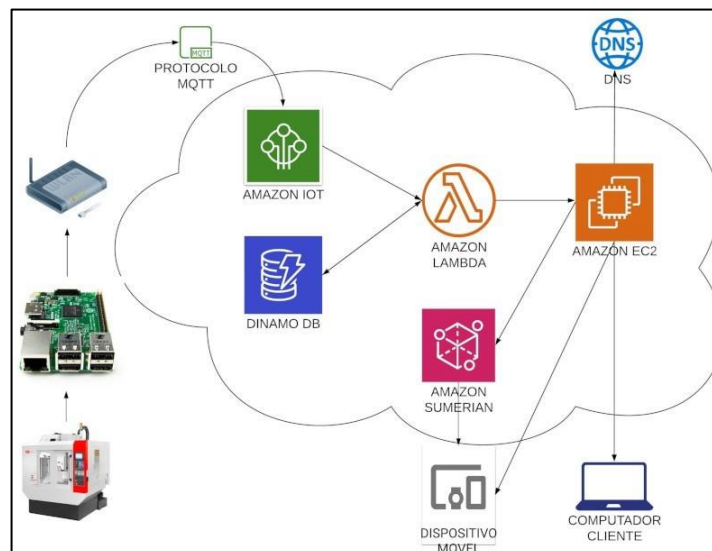 MQTT
PROTOCOLO
MQTT
DNS
DNS
AMAZON IOT
AMAZON
LAMBDA
AMAZON EC2
DINAMO DB
AMAZON
SUMERIAN
DISPOSITIVO
MOVEL
COMPUTADOR
CLIENTE